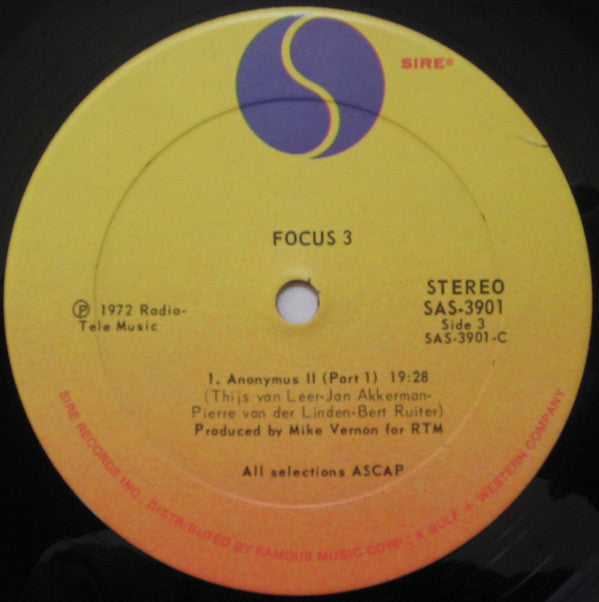 SIRE®
FOCUS 3
STEREO
SAS-3901
Side 3
SAS-3901-C
Ⓟ 1972 Radio-
Tele Music
1. Anonymus II (Part 1) 19:28
(Thijs van Leer-Jan Akkerman-
Pierre van der Linden-Bert Ruiter)
Produced by Mike Vernon for RTM
All selections ASCAP
SIRE RECORDS INC., DISTRIBUTED BY FAMOUS MUSIC CORP., A GULF + WESTERN COMPANY